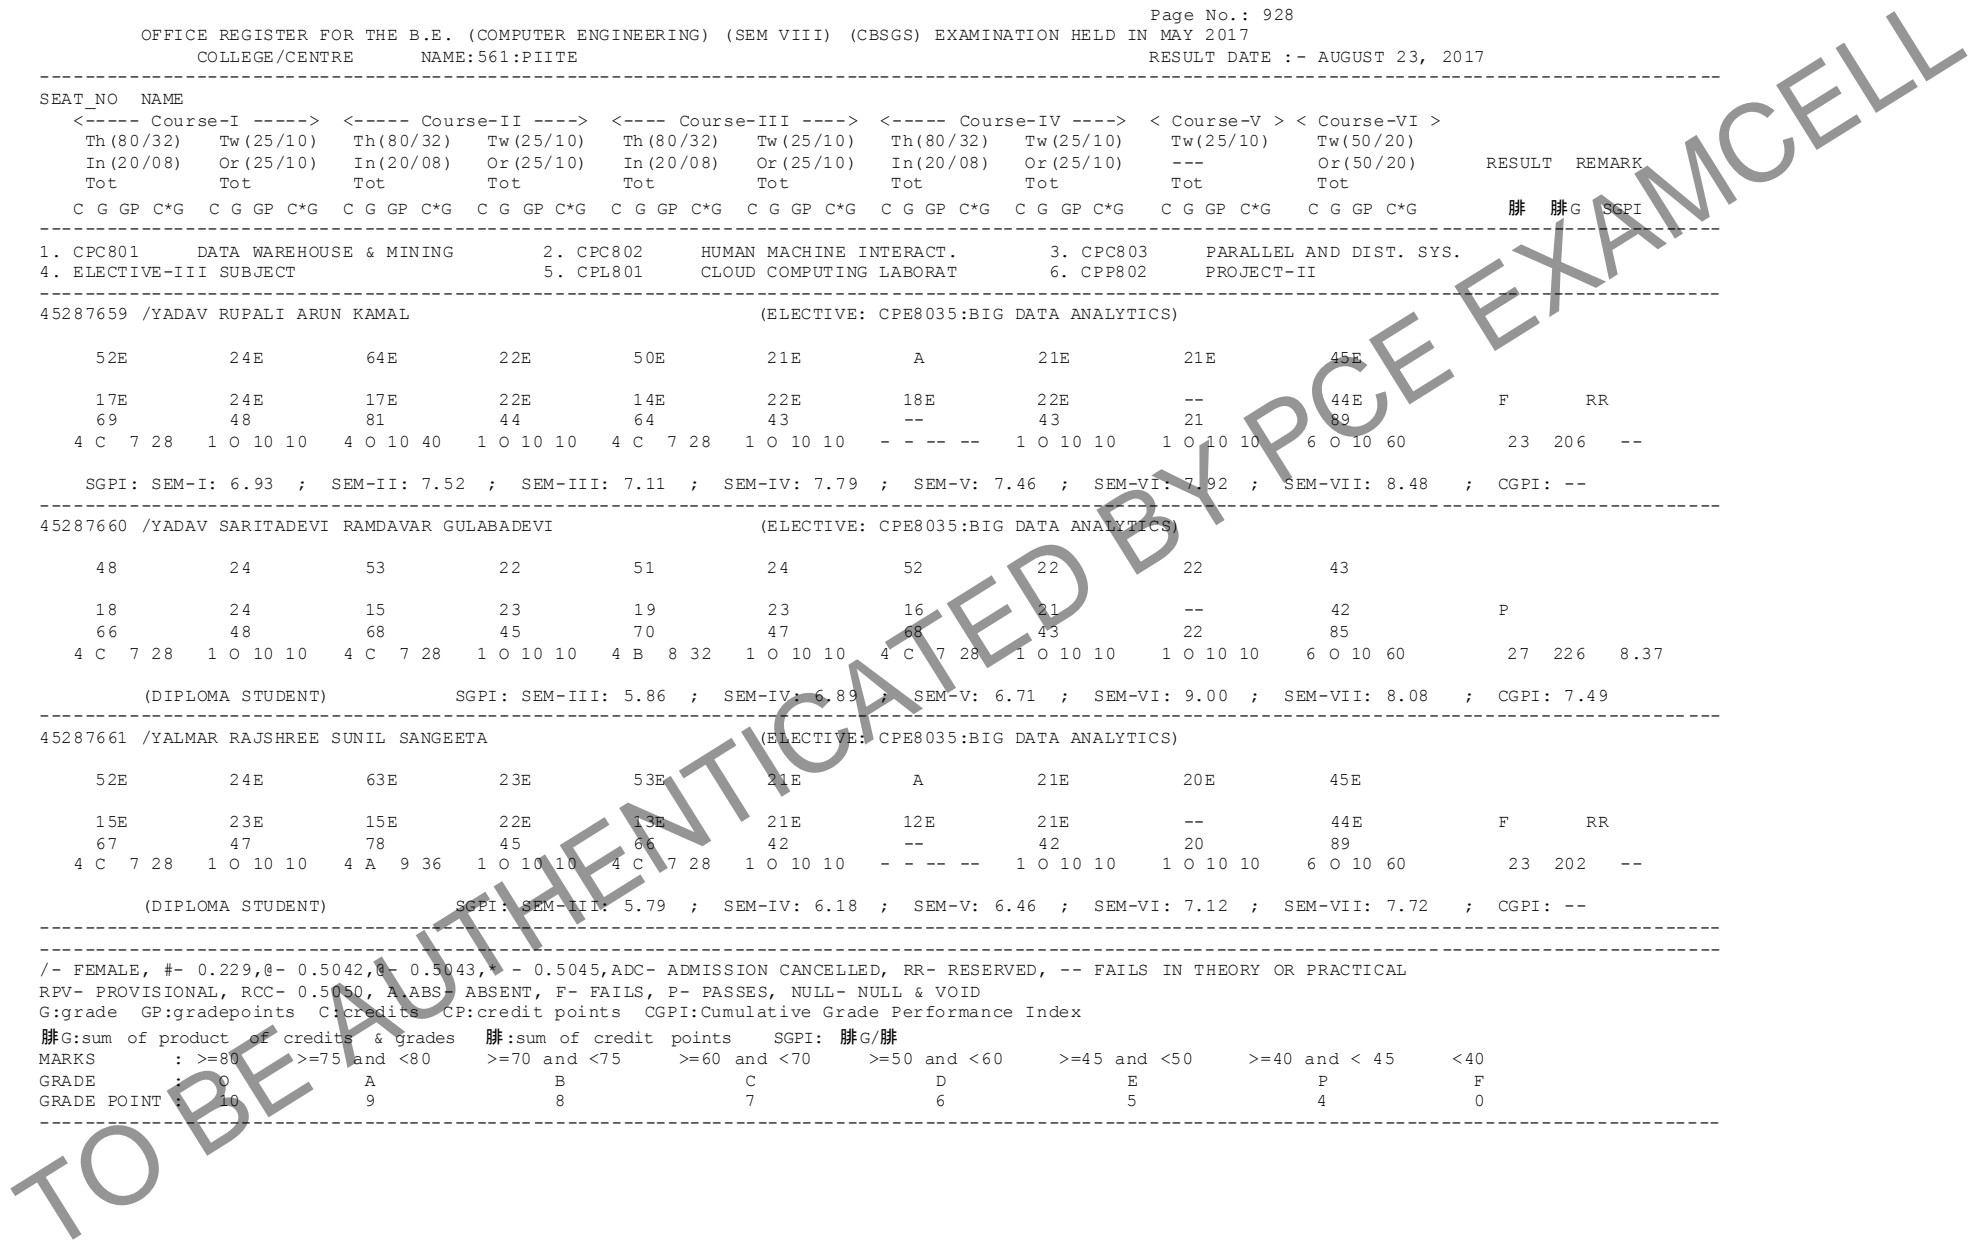 Page No.: 928
OFFICE REGISTER FOR THE B.E. (COMPUTER ENGINEERING) (SEM VIII) (CBSGS) EXAMINATION HELD IN MAY 2017
COLLEGE/CENTRE NAME:561:PIITE RESULT DATE :- AUGUST 23, 2017
SEAT_NO NAME
<----- Course-I -----> <----- Course-II ----> <---- Course-III ----> <----- Course-IV ----> < Course-V > < Course-VI >
Th(80/32) Tw(25/10) Th(80/32) Tw(25/10) Th(80/32) Tw(25/10) Th(80/32) Tw(25/10) Tw(25/10) Tw(50/20)
In(20/08) Or(25/10) In(20/08) Or(25/10) In(20/08) Or(25/10) In(20/08) Or(25/10) --- Or(50/20) RESULT REMARK
Tot Tot Tot Tot Tot Tot Tot Tot Tot Tot
C G GP C*G C G GP C*G C G GP C*G C G GP C*G C G GP C*G C G GP C*G C G GP C*G C G GP C*G C G GP C*G C G GP C*G 腓 腓G SGPI
1. CPC801 DATA WAREHOUSE & MINING 2. CPC802 HUMAN MACHINE INTERACT. 3. CPC803 PARALLEL AND DIST. SYS.
4. ELECTIVE-III SUBJECT 5. CPL801 CLOUD COMPUTING LABORAT 6. CPP802 PROJECT-II
45287659 /YADAV RUPALI ARUN KAMAL (ELECTIVE: CPE8035:BIG DATA ANALYTICS)
52E 24E 64E 22E 50E 21E A 21E 21E 45E
17E 24E 17E 22E 14E 22E 18E 22E -- 44E F RR
69 48 81 44 64 43 -- 43 21 89
4 C 7 28 1 O 10 10 4 O 10 40 1 O 10 10 4 C 7 28 1 O 10 10 - - -- -- 1 O 10 10 1 O 10 10 6 O 10 60 23 206 --
SGPI: SEM-I: 6.93 ; SEM-II: 7.52 ; SEM-III: 7.11 ; SEM-IV: 7.79 ; SEM-V: 7.46 ; SEM-VI: 7.92 ; SEM-VII: 8.48 ; CGPI: --
45287660 /YADAV SARITADEVI RAMDAVAR GULABADEVI (ELECTIVE: CPE8035:BIG DATA ANALYTICS)
48 24 53 22 51 24 52 22 22 43
18 24 15 23 19 23 16 21 -- 42 P
66 48 68 45 70 47 68 43 22 85
4 C 7 28 1 O 10 10 4 C 7 28 1 O 10 10 4 B 8 32 1 O 10 10 4 C 7 28 1 O 10 10 1 O 10 10 6 O 10 60 27 226 8.37
(DIPLOMA STUDENT) SGPI: SEM-III: 5.86 ; SEM-IV: 6.89 ; SEM-V: 6.71 ; SEM-VI: 9.00 ; SEM-VII: 8.08 ; CGPI: 7.49
45287661 /YALMAR RAJSHREE SUNIL SANGEETA (ELECTIVE: CPE8035:BIG DATA ANALYTICS)
52E 24E 63E 23E 53E 21E A 21E 20E 45E
15E 23E 15E 22E 13E 21E 12E 21E -- 44E F RR
67 47 78 45 66 42 -- 42 20 89
4 C 7 28 1 O 10 10 4 A 9 36 1 O 10 10 4 C 7 28 1 O 10 10 - - -- -- 1 O 10 10 1 O 10 10 6 O 10 60 23 202 --
(DIPLOMA STUDENT) SGPI: SEM-III: 5.79 ; SEM-IV: 6.18 ; SEM-V: 6.46 ; SEM-VI: 7.12 ; SEM-VII: 7.72 ; CGPI: --
/- FEMALE, #- 0.229,@- 0.5042,@- 0.5043,* - 0.5045,ADC- ADMISSION CANCELLED, RR- RESERVED, -- FAILS IN THEORY OR PRACTICAL
RPV- PROVISIONAL, RCC- 0.5050, A.ABS- ABSENT, F- FAILS, P- PASSES, NULL- NULL & VOID
G:grade GP:gradepoints C:credits CP:credit points CGPI:Cumulative Grade Performance Index
腓G:sum of product of credits & grades 腓:sum of credit points SGPI: 腓G/腓
MARKS : >=80 >=75 and <80 >=70 and <75 >=60 and <70 >=50 and <60 >=45 and <50 >=40 and < 45 <40
GRADE : O A B C D E P F
GRADE POINT : 10 9 8 7 6 5 4 0
TO BE AUTHENTICATED BY PCE EXAMCELL